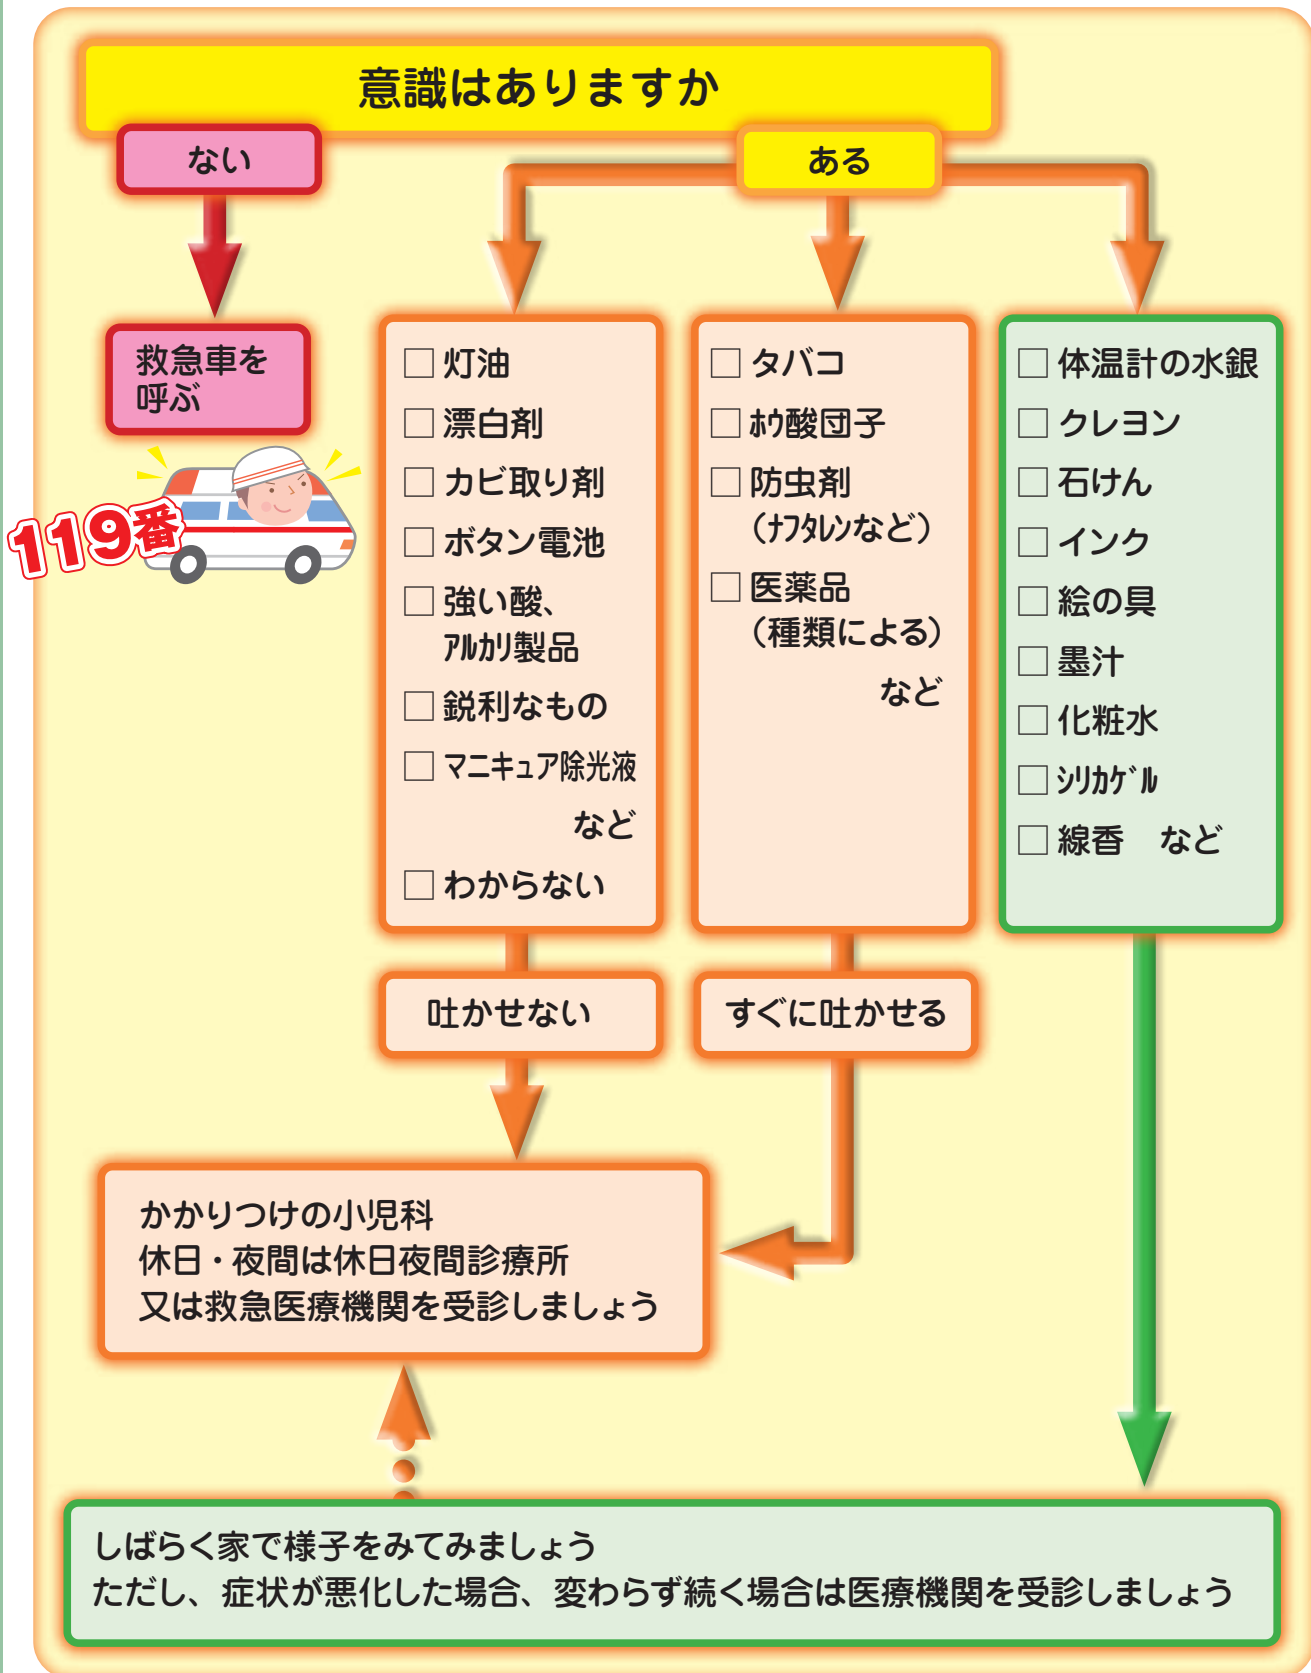 意識はありますか
ない
ある
救急車を
呼ぶ
119番
□ 灯油
□ 漂白剤
□ カビ取り剤
□ ボタン電池
□ 強い酸、
ｱﾙｶﾘ製品
□ 鋭利なもの
□ マニキュア除光液
など
□ わからない
□ タバコ
□ ﾎｳ酸団子
□ 防虫剤
（ﾅﾌﾀﾚﾝなど）
□ 医薬品
（種類による）
など
□ 体温計の水銀
□ クレヨン
□ 石けん
□ インク
□ 絵の具
□ 墨汁
□ 化粧水
□ ｼﾘｶｹﾞﾙ
□ 線香　など
吐かせない
すぐに吐かせる
かかりつけの小児科
休日・夜間は休日夜間診療所
又は救急医療機関を受診しましょう
しばらく家で様子をみてみましょう
ただし、症状が悪化した場合、変わらず続く場合は医療機関を受診しましょう